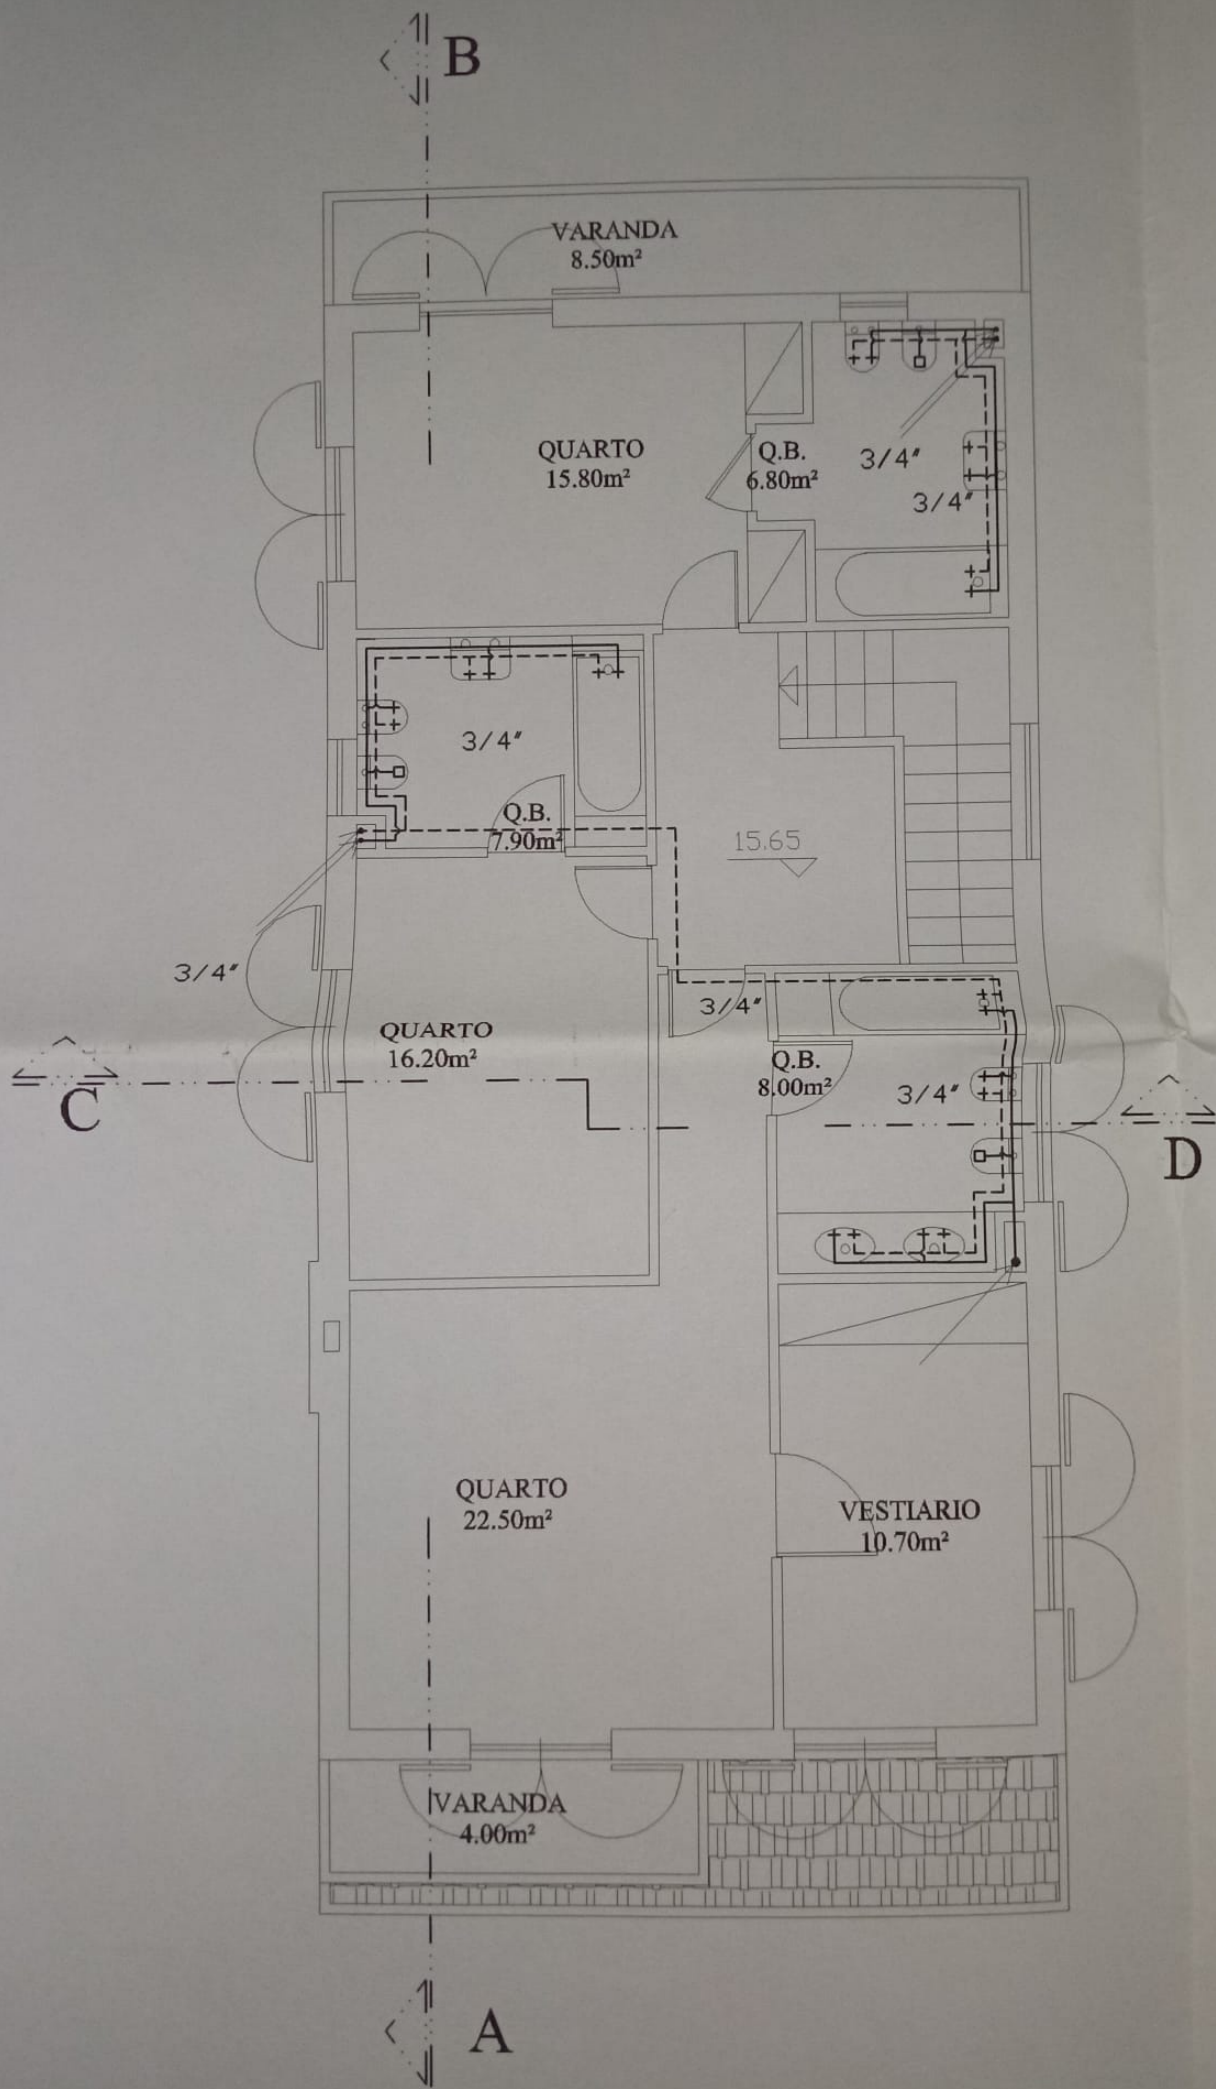 B
VARANDA
8.50m²
QUARTO
15.80m²
Q.B.
6.80m²
3/4"
3/4"
3/4"
Q.B.
7.90m²
15.65
3/4"
3/4"
QUARTO
16.20m²
Q.B.
8.00m²
3/4"
C
D
QUARTO
22.50m²
VESTIARIO
10.70m²
VARANDA
4.00m²
A